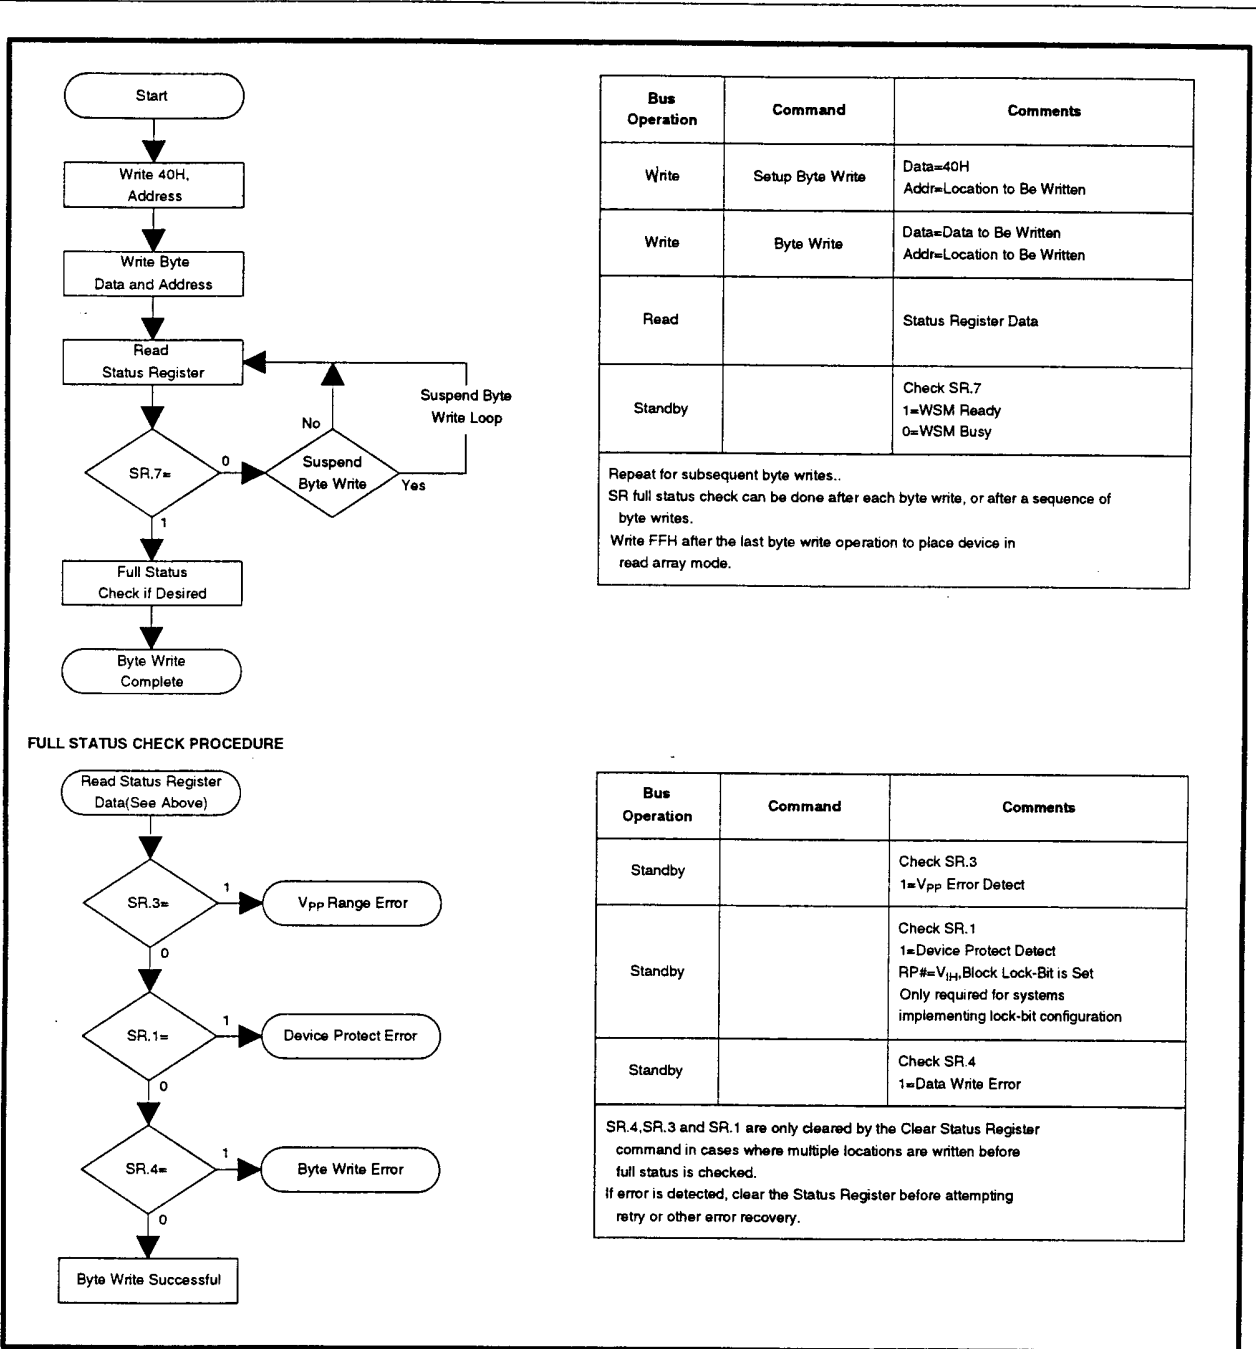 Start
Write 40H,
Address
Write Byte
Data and Address
Read
Status Register
Suspend Byte
Write Loop
No
SR.7=
0
Suspend
Byte Write
Yes
1
Full Status
Check if Desired
Byte Write
Complete
Bus
Operation
Command
Comments
Write
Setup Byte Write
Data=40H
Addr=Location to Be Written
Write
Byte Write
Data=Data to Be Written
Addr=Location to Be Written
Read
Status Register Data
Standby
Check SR.7
1=WSM Ready
0=WSM Busy
Repeat for subsequent byte writes..
SR full status check can be done after each byte write, or after a sequence of
byte writes.
Write FFH after the last byte write operation to place device in
read array mode.
FULL STATUS CHECK PROCEDURE
Read Status Register
Data(See Above)
SR.3=
1
VPP Range Error
0
SR.1=
1
Device Protect Error
0
SR.4=
1
Byte Write Error
0
Byte Write Successful
Bus
Operation
Command
Comments
Standby
Check SR.3
1=VPP Error Detect
Standby
Check SR.1
1=Device Protect Detect
RP#=VIH,Block Lock-Bit is Set
Only required for systems
implementing lock-bit configuration
Standby
Check SR.4
1=Data Write Error
SR.4,SR.3 and SR.1 are only cleared by the Clear Status Register
command in cases where multiple locations are written before
full status is checked.
If error is detected, clear the Status Register before attempting
retry or other error recovery.